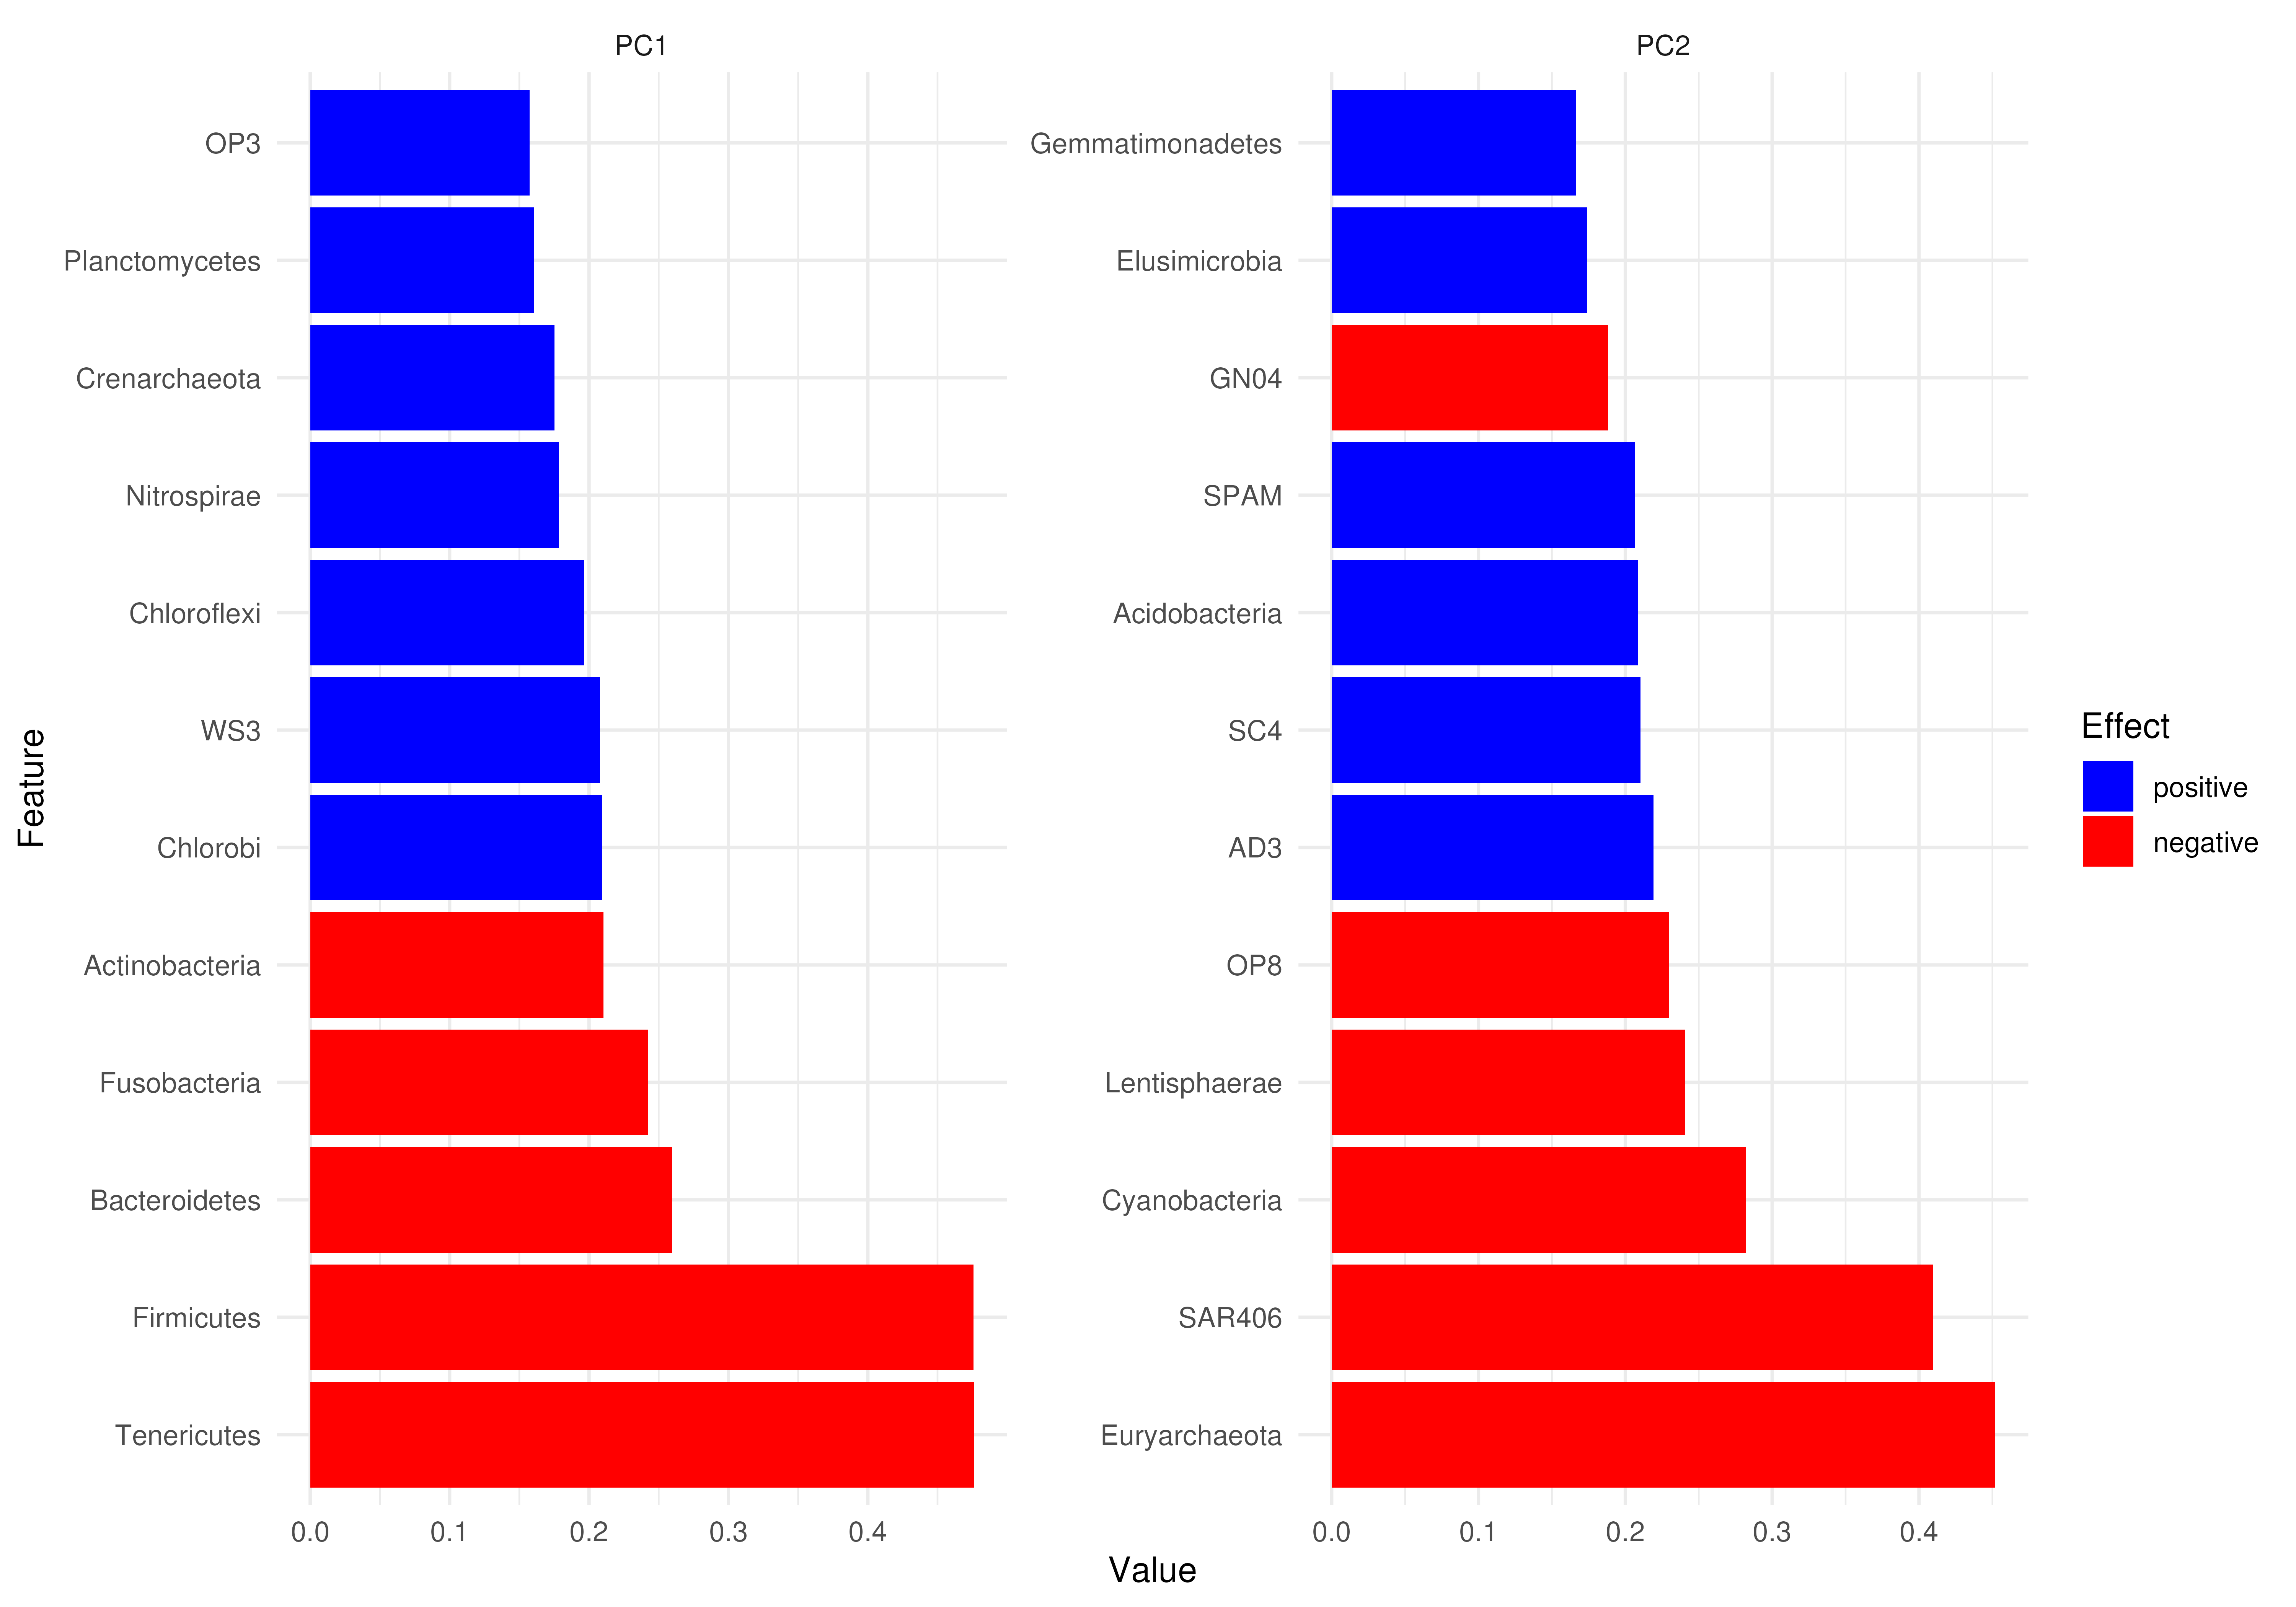 PC1
PC2
OP3
Planctomycetes
Crenarchaeota
Nitrospirae
Chloroflexi
WS3
Chlorobi
Actinobacteria
Fusobacteria
Bacteroidetes
Firmicutes
Tenericutes
Gemmatimonadetes
Elusimicrobia
GN04
SPAM
Acidobacteria
SC4
AD3
OP8
Lentisphaerae
Cyanobacteria
SAR406
Euryarchaeota
0.0 0.1 0.2 0.3 0.4
0.0 0.1 0.2 0.3 0.4
Feature
Value
Effect
positive
negative